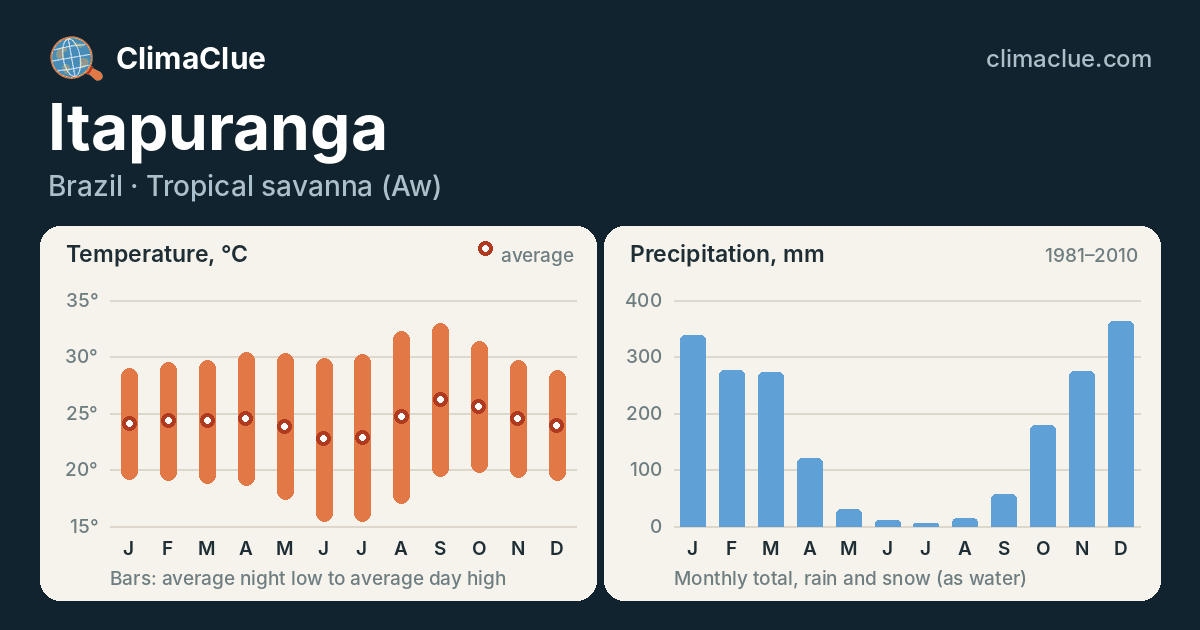 ClimaClue
climaclue.com
Itapuranga
Brazil · Tropical savanna (Aw)
Temperature, °C
average
35°
30°
25°
20°
15°
J F M A M J J A S O N D
Bars: average night low to average day high
Precipitation, mm
1981–2010
400
300
200
100
0
J F M A M J J A S O N D
Monthly total, rain and snow (as water)